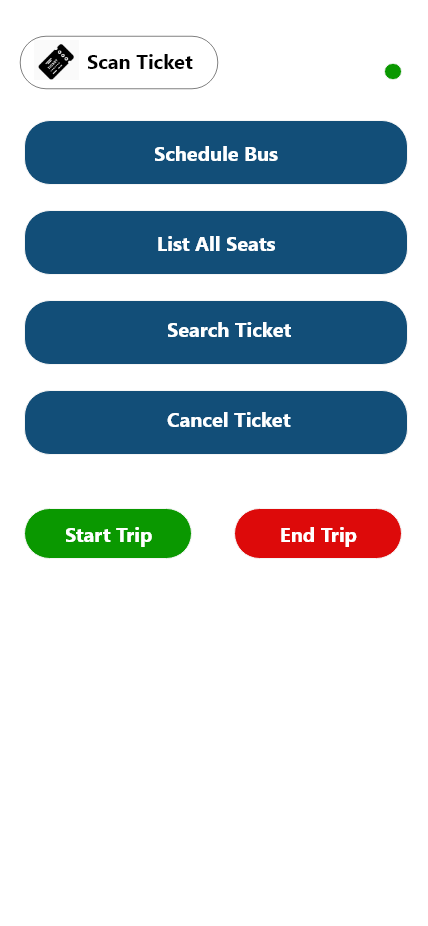 Scan Ticket
Schedule Bus
List All Seats
Search Ticket
Cancel Ticket
Start Trip
End Trip